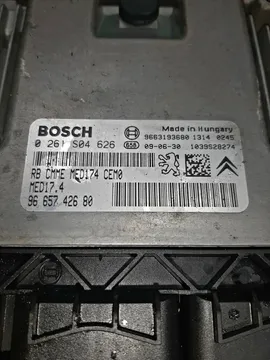 Made in Hungary
BOSCH 9663193680 1314 0245
0 261 S04 626 650 09-06-30 1039S28274
RB CMME MED174 CEM0
MED17.4
96 657 426 80